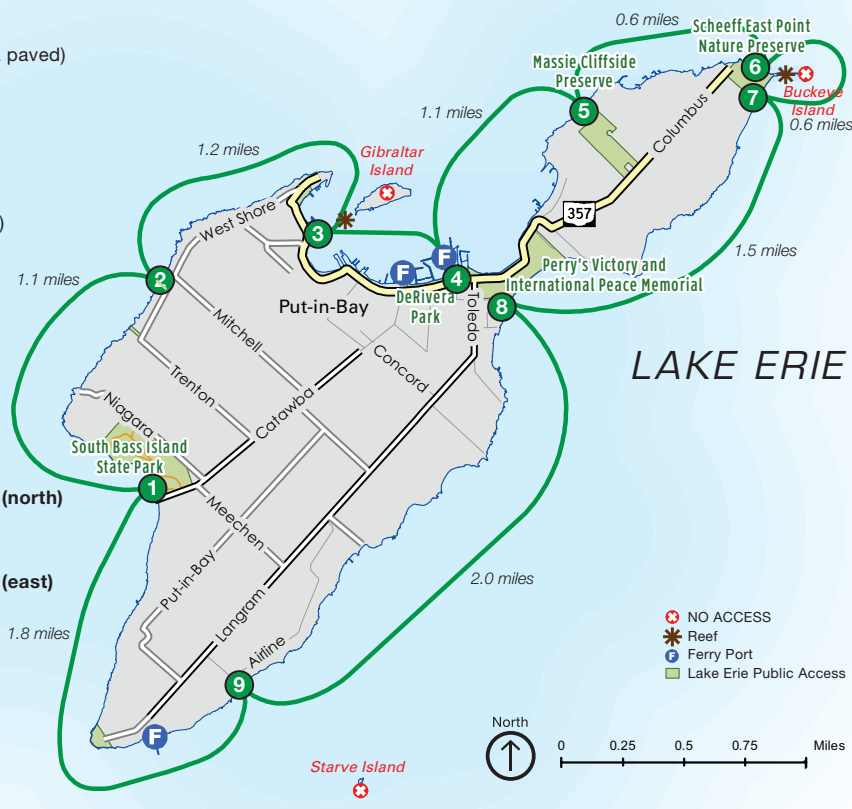 0.6 miles
Scheeff East Point
Nature Preserve
paved)
Massie Cliffside
Preserve
6
7
Buckeye
Island
0.6 miles
5
1.1 miles
Columbus
1.2 miles
Gibraltar
Island
West Shore
357
3
1.5 miles
)
F
F
Perry's Victory and
International Peace Memorial
1.1 miles
2
4
DeRivera
Park
8
Put-in-Bay
Toledo
Mitchell
LAKE ERIE
Trenton
Concord
Catawba
Niagara
South Bass Island
State Park
1
(north)
Meechen
2.0 miles
(east)
Put-in-Bay
Langram
1.8 miles
Airline
9
NO ACCESS
Reef
F Ferry Port
Lake Erie Public Access
F
North
0 0.25 0.5 0.75 Miles
Starve Island